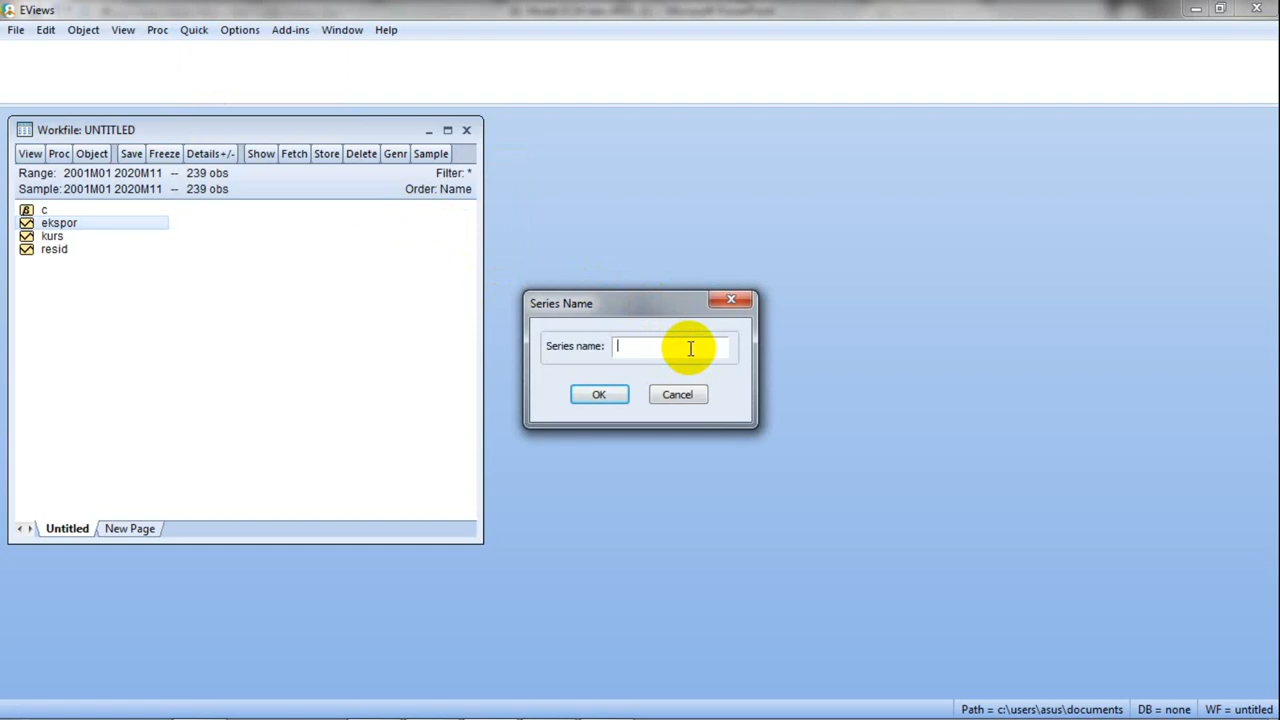 EViews
File Edit Object View Proc Quick Options Add-ins Window Help
Workfile: UNTITLED
View Proc Object Save Freeze Details+/- Show Fetch Store Delete Genr Sample
Range: 2001M01 2020M11 -- 239 obs Filter: *
Sample: 2001M01 2020M11 -- 239 obs Order: Name
c
ekspor
kurs
resid
Series Name
Series name:
OK Cancel
Untitled New Page
Path = c:\users\asus\documents DB = none WF = untitled